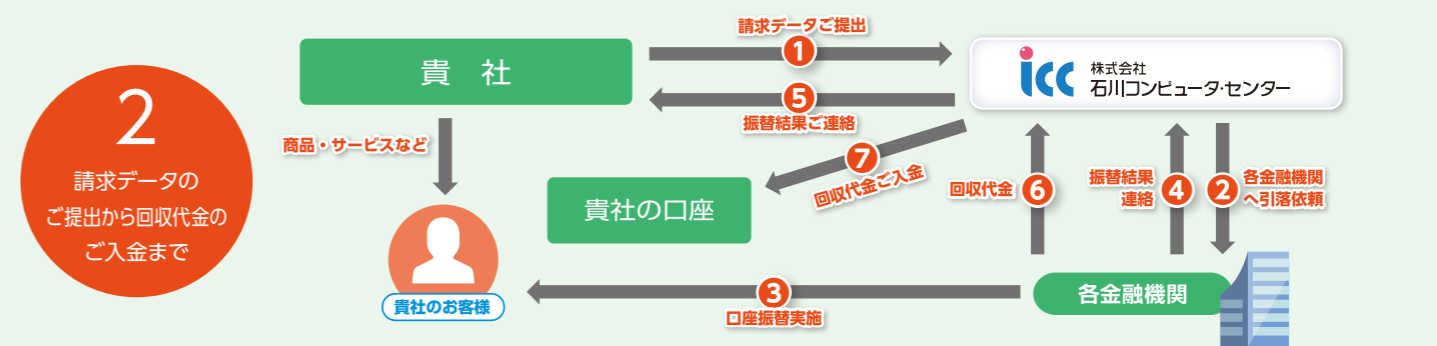 2
請求データの
ご提出から回収代金の
ご入金まで
貴 社
請求データご提出
1
icc
株式会社
石川コンピュータ・センター
5
振替結果ご連絡
商品・サービスなど
7
回収代金ご入金
貴社の口座
回収代金
6
振替結果
連絡
4
2
各金融機関
へ引落依頼
貴社のお客様
3
口座振替実施
各金融機関